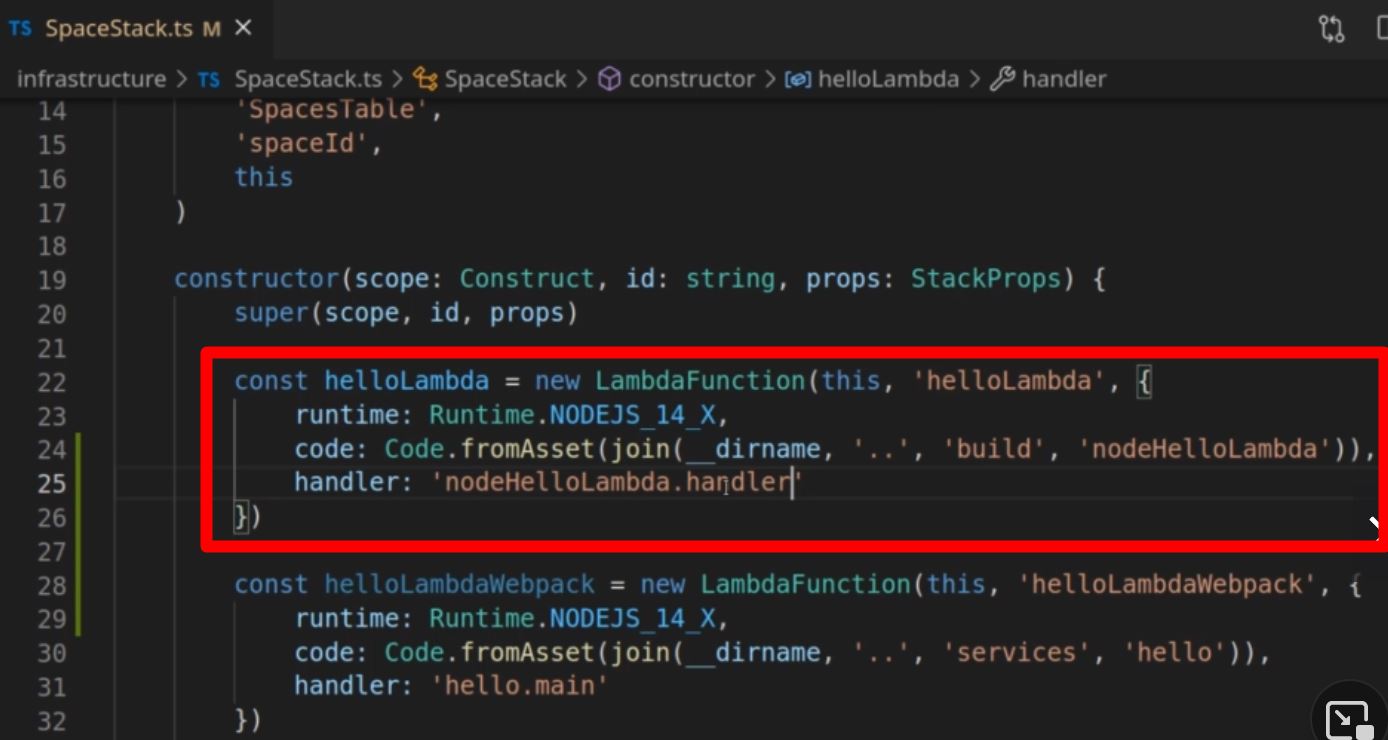 TS SpaceStack.ts M ×
infrastructure > TS SpaceStack.ts > SpaceStack > constructor > helloLambda > handler
14 'SpacesTable',
15 'spaceId',
16 this
17 )
18
19 constructor(scope: Construct, id: string, props: StackProps) {
20 super(scope, id, props)
21
22 const helloLambda = new LambdaFunction(this, 'helloLambda', {
23 runtime: Runtime.NODEJS_14_X,
24 code: Code.fromAsset(join(__dirname, '..', 'build', 'nodeHelloLambda')),
25 handler: 'nodeHelloLambda.handler'
26 })
27
28 const helloLambdaWebpack = new LambdaFunction(this, 'helloLambdaWebpack', {
29 runtime: Runtime.NODEJS_14_X,
30 code: Code.fromAsset(join(__dirname, '..', 'services', 'hello')),
31 handler: 'hello.main'
32 })